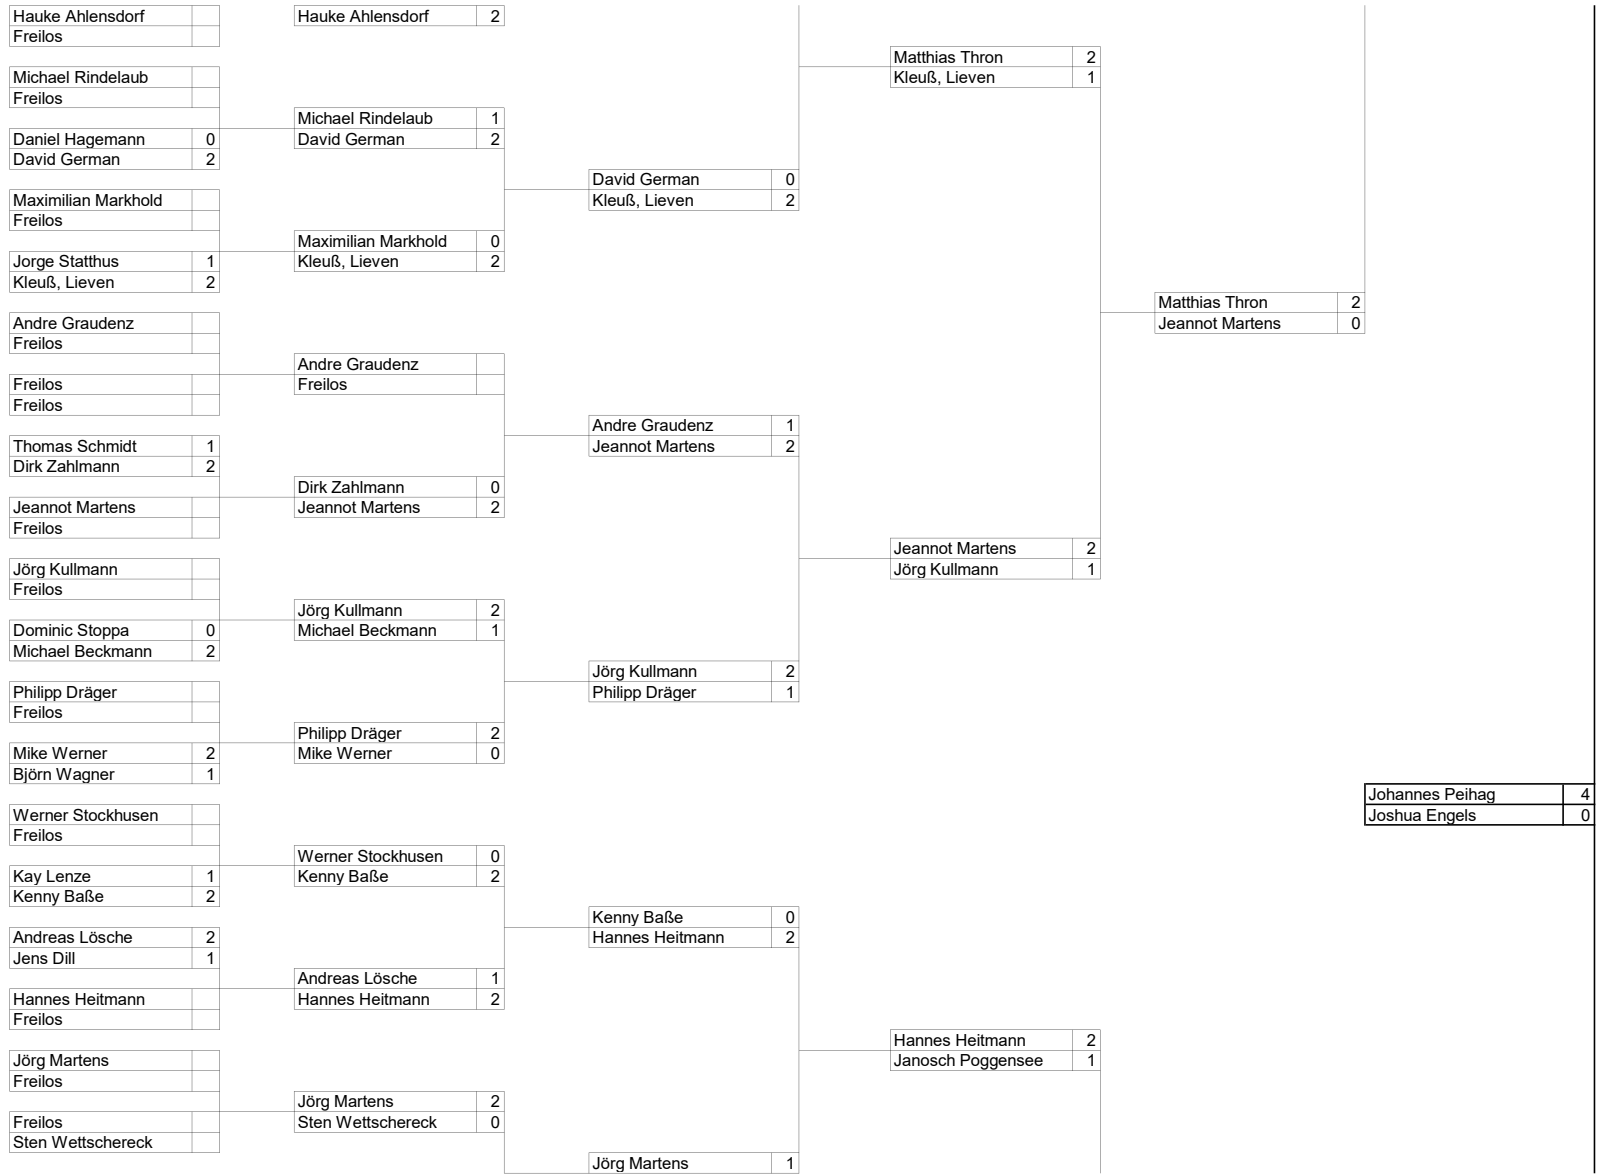 Hauke Ahlensdorf
Freilos
Michael Rindelaub
Freilos
Daniel Hagemann 0
David German 2
Maximilian Markhold
Freilos
Jorge Statthus 1
Kleuß, Lieven 2
Andre Graudenz
Freilos
Freilos
Freilos
Thomas Schmidt 1
Dirk Zahlmann 2
Jeannot Martens
Freilos
Jörg Kullmann
Freilos
Dominic Stoppa 0
Michael Beckmann 2
Philipp Dräger
Freilos
Mike Werner 2
Björn Wagner 1
Werner Stockhusen
Freilos
Kay Lenze 1
Kenny Baße 2
Andreas Lösche 2
Jens Dill 1
Hannes Heitmann
Freilos
Jörg Martens
Freilos
Freilos
Sten Wettschereck
Hauke Ahlensdorf 2
Michael Rindelaub 1
David German 2
Maximilian Markhold 0
Kleuß, Lieven 2
Andre Graudenz
Freilos
Dirk Zahlmann 0
Jeannot Martens 2
Jörg Kullmann 2
Michael Beckmann 1
Philipp Dräger 2
Mike Werner 0
Werner Stockhusen 0
Kenny Baße 2
Andreas Lösche 1
Hannes Heitmann 2
Jörg Martens 2
Sten Wettschereck 0
David German 0
Kleuß, Lieven 2
Andre Graudenz 1
Jeannot Martens 2
Jörg Kullmann 2
Philipp Dräger 1
Kenny Baße 0
Hannes Heitmann 2
Jörg Martens 1
Matthias Thron 2
Kleuß, Lieven 1
Jeannot Martens 2
Jörg Kullmann 1
Hannes Heitmann 2
Janosch Poggensee 1
Matthias Thron 2
Jeannot Martens 0
Johannes Peihag 4
Joshua Engels 0